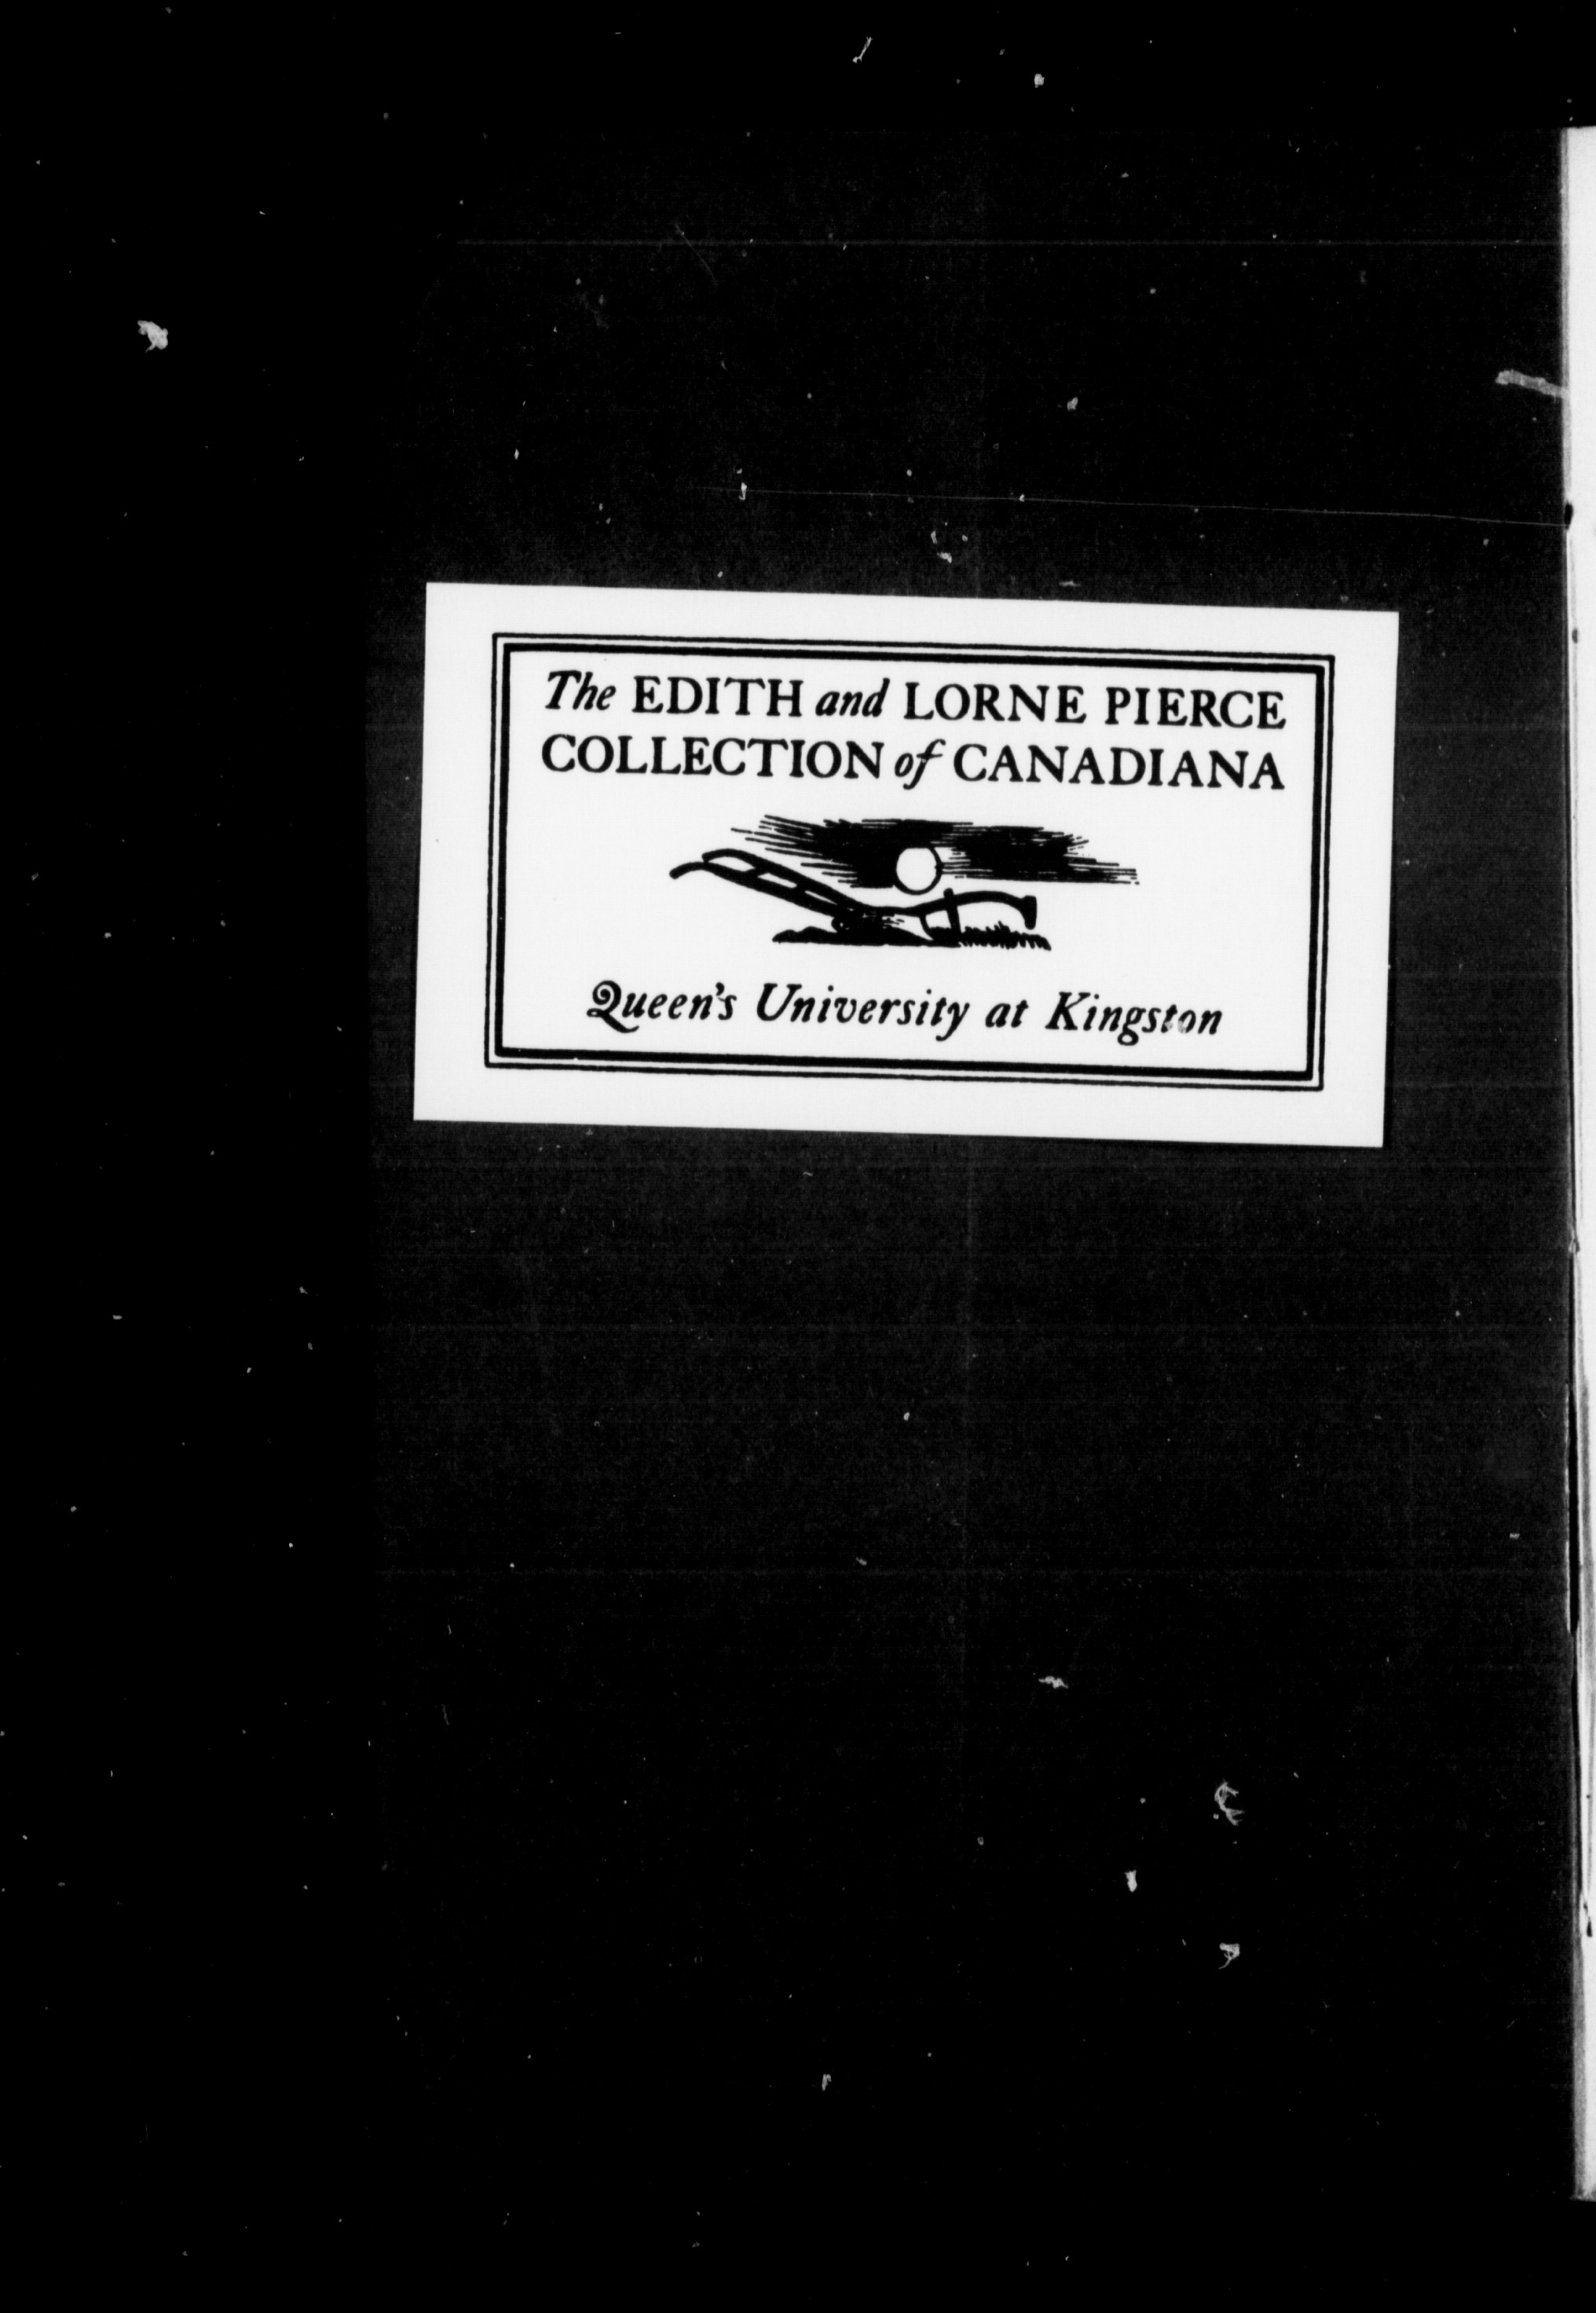 The EDITH and LORNE PIERCE
COLLECTION of CANADIANA
Queen's University at Kingston